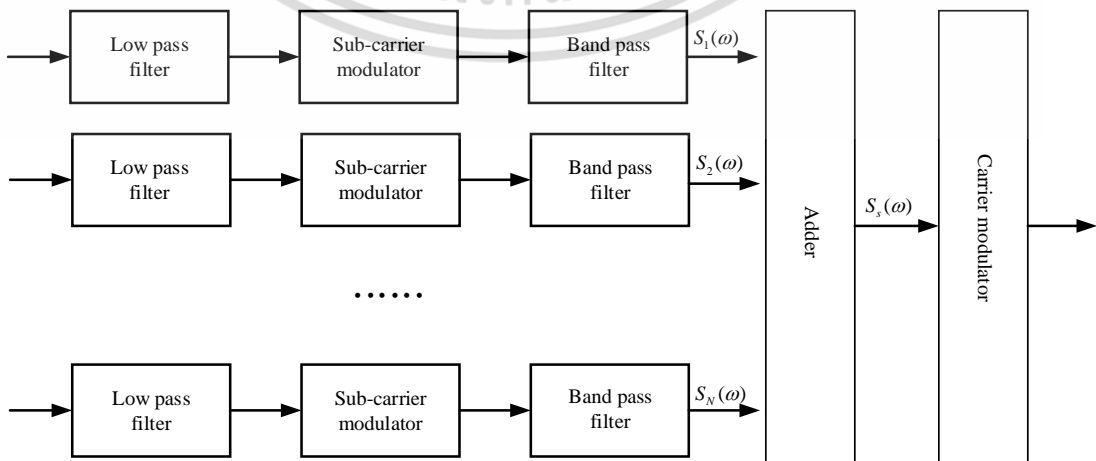 Low pass
filter
Sub-carrier
modulator
Band pass
filter
S₁(ω)
Low pass
filter
Sub-carrier
modulator
Band pass
filter
S₂(ω)
Adder
Sₛ(ω)
Carrier modulator
......
Low pass
filter
Sub-carrier
modulator
Band pass
filter
S_N(ω)